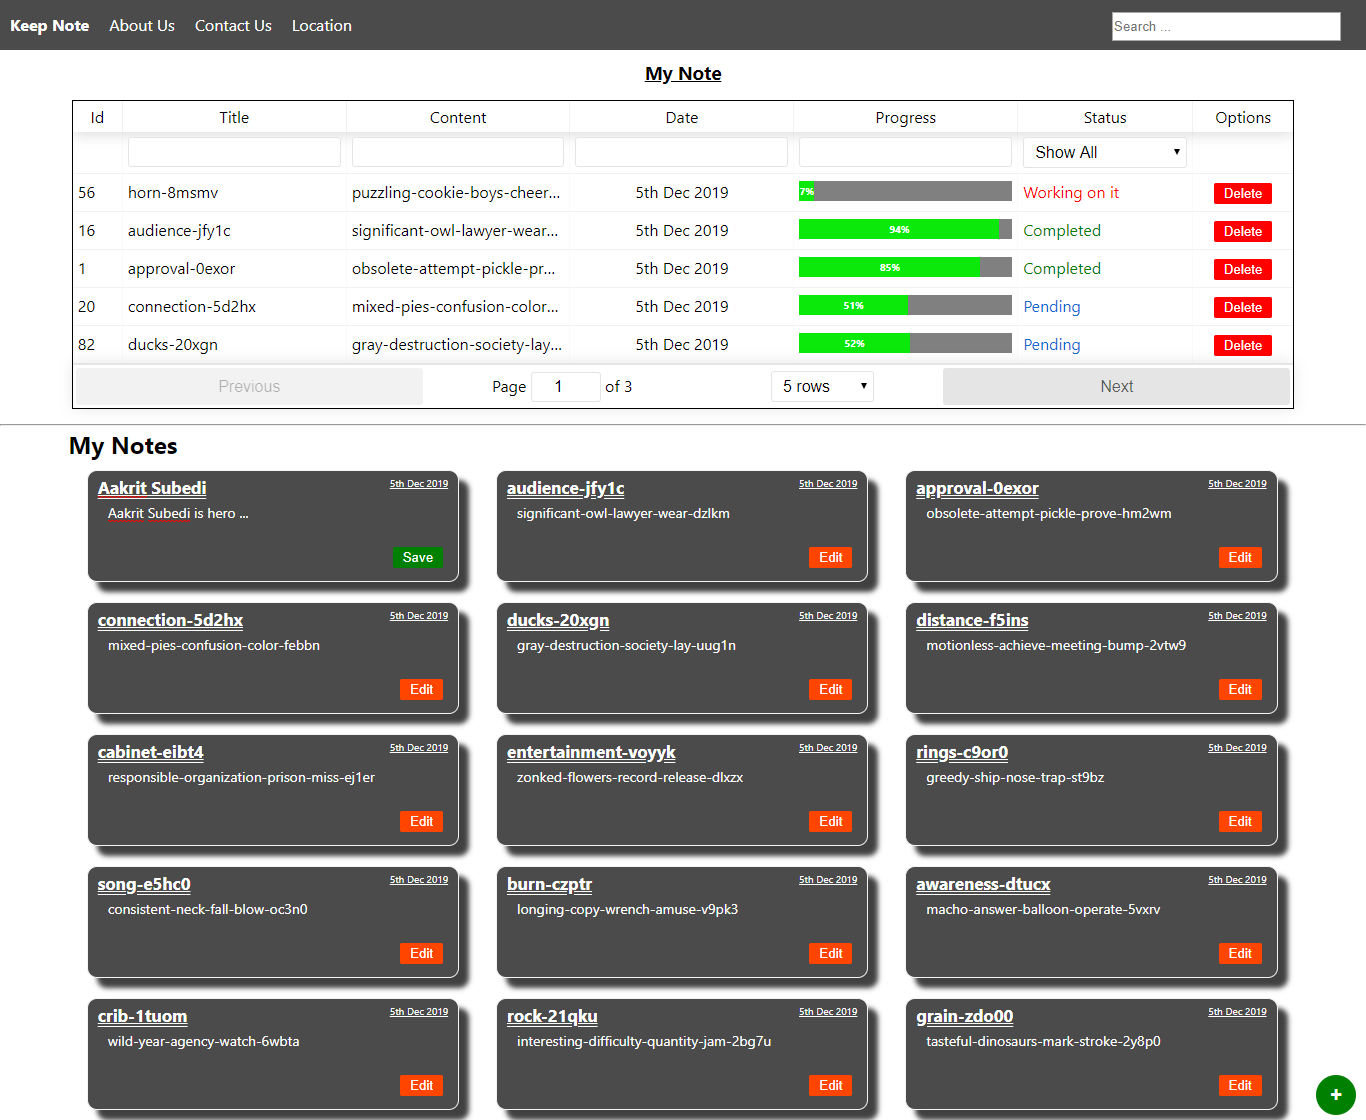 Keep Note About Us Contact Us Location Search ...
My Note
Id Title Content Date Progress Status Options
Show All
56 horn-8msmv puzzling-cookie-boys-cheer... 5th Dec 2019 7% Working on it Delete
16 audience-jfy1c significant-owl-lawyer-wear... 5th Dec 2019 94% Completed Delete
1 approval-0exor obsolete-attempt-pickle-pr... 5th Dec 2019 85% Completed Delete
20 connection-5d2hx mixed-pies-confusion-color... 5th Dec 2019 51% Pending Delete
82 ducks-20xgn gray-destruction-society-lay... 5th Dec 2019 52% Pending Delete
Previous Page 1 of 3 5 rows Next
My Notes
Aakrit Subedi 5th Dec 2019
Aakrit Subedi is hero ...
Save
audience-jfy1c 5th Dec 2019
significant-owl-lawyer-wear-dzlkm
Edit
approval-0exor 5th Dec 2019
obsolete-attempt-pickle-prove-hm2wm
Edit
connection-5d2hx 5th Dec 2019
mixed-pies-confusion-color-febbn
Edit
ducks-20xgn 5th Dec 2019
gray-destruction-society-lay-uug1n
Edit
distance-f5ins 5th Dec 2019
motionless-achieve-meeting-bump-2vtw9
Edit
cabinet-eibt4 5th Dec 2019
responsible-organization-prison-miss-ej1er
Edit
entertainment-voyyk 5th Dec 2019
zonked-flowers-record-release-dlxzx
Edit
rings-c9or0 5th Dec 2019
greedy-ship-nose-trap-st9bz
Edit
song-e5hc0 5th Dec 2019
consistent-neck-fall-blow-oc3n0
Edit
burn-czptr 5th Dec 2019
longing-copy-wrench-amuse-v9pk3
Edit
awareness-dtucx 5th Dec 2019
macho-answer-balloon-operate-5vxrv
Edit
crib-1tuom 5th Dec 2019
wild-year-agency-watch-6wbta
Edit
rock-21qku 5th Dec 2019
interesting-difficulty-quantity-jam-2bg7u
Edit
grain-zdo00 5th Dec 2019
tasteful-dinosaurs-mark-stroke-2y8p0
Edit
+